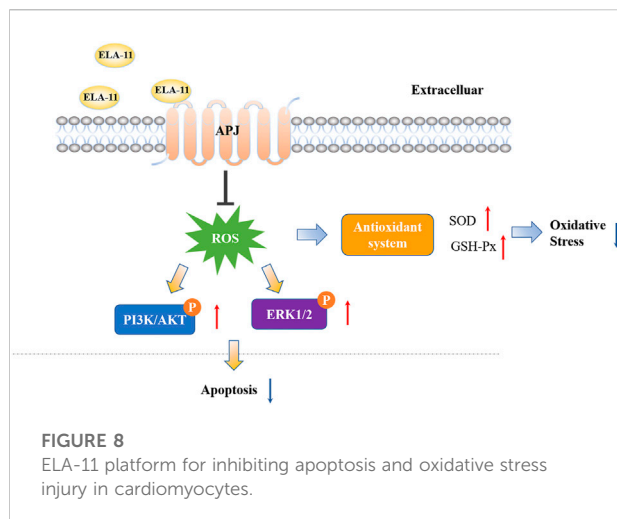 ELA-11
ELA-11
ELA-11
Extracelluar
APJ
ROS
Antioxidant
system
SOD
GSH-Px
Oxidative
Stress
P
PI3K/AKT
P
ERK1/2
Apoptosis
FIGURE 8
ELA-11 platform for inhibiting apoptosis and oxidative stress
injury in cardiomyocytes.